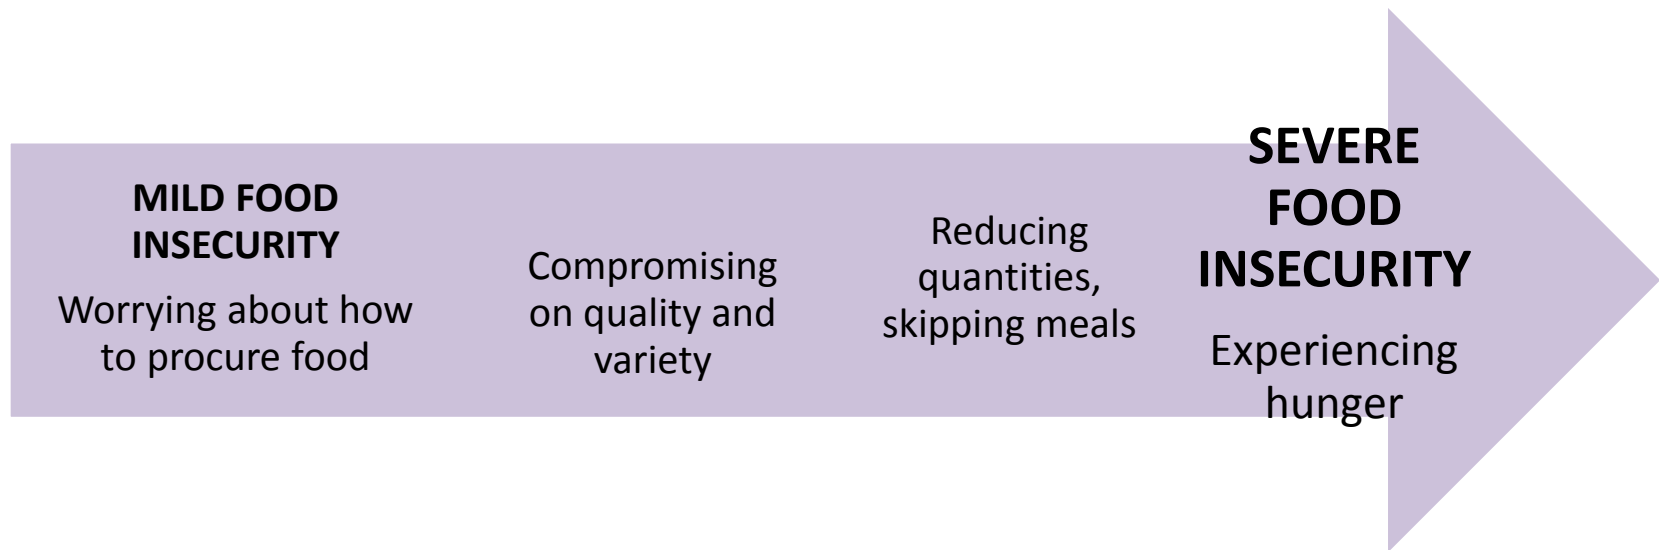 MILD FOOD
INSECURITY
Worrying about how
to procure food
Compromising
on quality and
variety
Reducing
quantities,
skipping meals
SEVERE
FOOD
INSECURITY
Experiencing
hunger